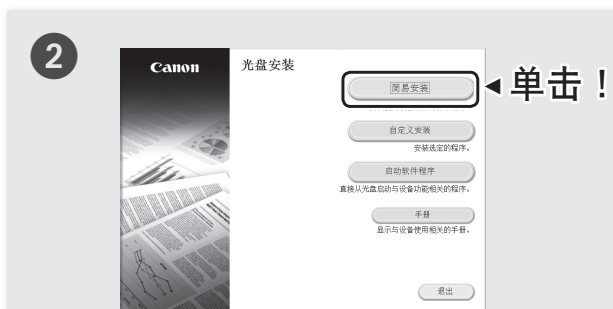 2
Canon
光盘安装
简易安装
单击！
自定义安装
安装选定的程序。
启动软件程序
直接从光盘启动与设备功能相关的程序。
手册
显示与设备使用相关的手册。
退出